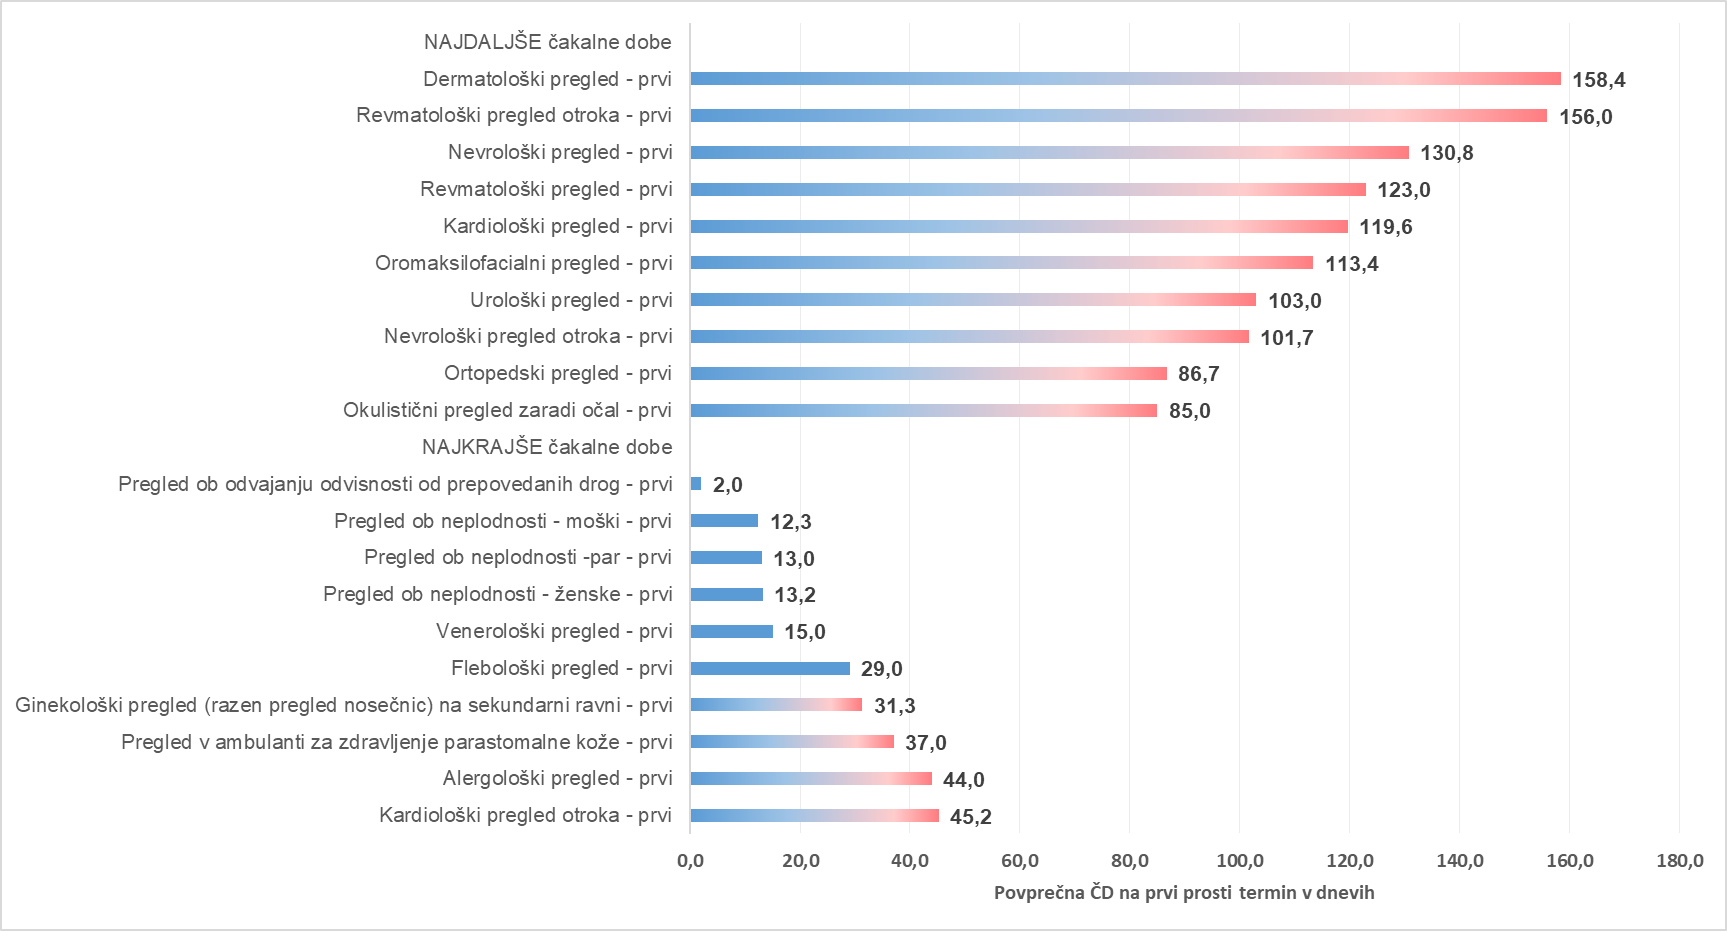 NAJDALJŠE čakalne dobe
Dermatološki pregled - prvi 158,4
Revmatološki pregled otroka - prvi 156,0
Nevrološki pregled - prvi 130,8
Revmatološki pregled - prvi 123,0
Kardiološki pregled - prvi 119,6
Oromaksilofacialni pregled - prvi 113,4
Urološki pregled - prvi 103,0
Nevrološki pregled otroka - prvi 101,7
Ortopedski pregled - prvi 86,7
Okulistični pregled zaradi očal - prvi 85,0
NAJKRAJŠE čakalne dobe
Pregled ob odvajanju odvisnosti od prepovedanih drog - prvi 2,0
Pregled ob neplodnosti - moški - prvi 12,3
Pregled ob neplodnosti -par - prvi 13,0
Pregled ob neplodnosti - ženske - prvi 13,2
Venerološki pregled - prvi 15,0
Flebološki pregled - prvi 29,0
Ginekološki pregled (razen pregled nosečnic) na sekundarni ravni - prvi 31,3
Pregled v ambulanti za zdravljenje parastomalne kože - prvi 37,0
Alergološki pregled - prvi 44,0
Kardiološki pregled otroka - prvi 45,2
0,0 20,0 40,0 60,0 80,0 100,0 120,0 140,0 160,0 180,0
Povprečna ČD na prvi prosti termin v dnevih